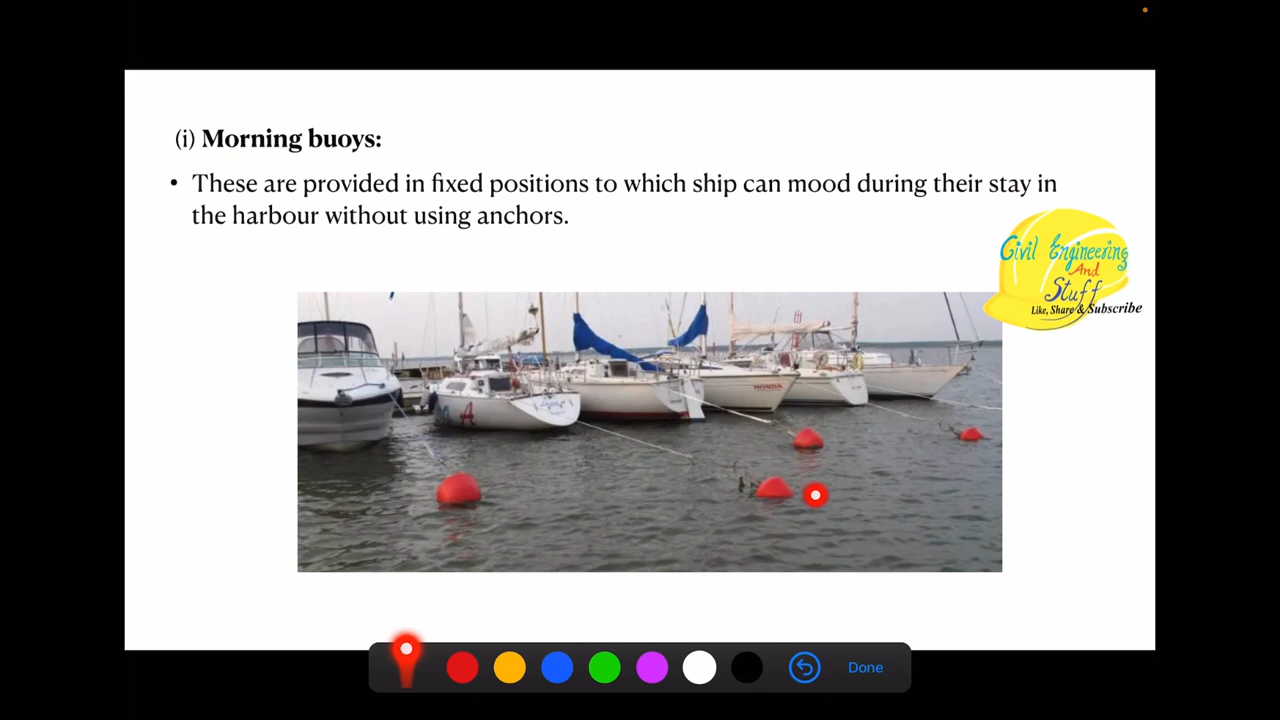 (i) Morning buoys:
• These are provided in fixed positions to which ship can mood during their stay in
the harbour without using anchors.
Civil Engineering
And
Stuff
Like, Share & Subscribe
HONDA
A
Done